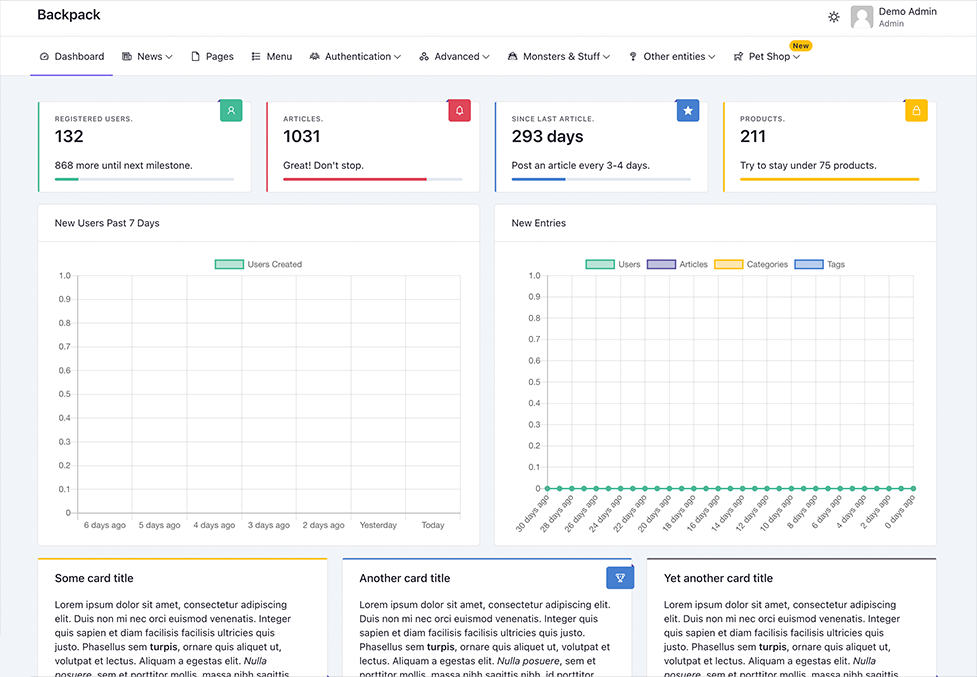 Backpack
Demo Admin
Admin
Dashboard
News
Pages
Menu
Authentication
Advanced
Monsters & Stuff
Other entities
Pet Shop
New
REGISTERED USERS.
132
868 more until next milestone.
ARTICLES.
1031
Great! Don't stop.
SINCE LAST ARTICLE.
293 days
Post an article every 3-4 days.
PRODUCTS.
211
Try to stay under 75 products.
New Users Past 7 Days
Users Created
1.0
0.9
0.8
0.7
0.6
0.5
0.4
0.3
0.2
0.1
0
6 days ago
5 days ago
4 days ago
3 days ago
2 days ago
Yesterday
Today
New Entries
Users
Articles
Categories
Tags
1.0
0.9
0.8
0.7
0.6
0.5
0.4
0.3
0.2
0.1
0
30 days ago
28 days ago
26 days ago
24 days ago
22 days ago
20 days ago
18 days ago
16 days ago
14 days ago
12 days ago
10 days ago
8 days ago
6 days ago
4 days ago
2 days ago
0 days ago
Some card title
Lorem ipsum dolor sit amet, consectetur adipiscing
elit. Duis non mi nec orci euismod venenatis. Integer
quis sapien et diam facilisis facilisis ultricies quis
justo. Phasellus sem turpis, ornare quis aliquet ut,
volutpat et lectus. Aliquam a egestas elit. Nulla
posuere, sem et porttitor mollis, massa nibh sagittis
Another card title
Lorem ipsum dolor sit amet, consectetur adipiscing elit.
Duis non mi nec orci euismod venenatis. Integer quis
sapien et diam facilisis facilisis ultricies quis justo.
Phasellus sem turpis, ornare quis aliquet ut, volutpat et
lectus. Aliquam a egestas elit. Nulla posuere, sem et
porttitor mollis, massa nibh sagittis nibh, id porttitor
Yet another card title
Lorem ipsum dolor sit amet, consectetur adipiscing
elit. Duis non mi nec orci euismod venenatis. Integer
quis sapien et diam facilisis facilisis ultricies quis
justo. Phasellus sem turpis, ornare quis aliquet ut,
volutpat et lectus. Aliquam a egestas elit. Nulla
posuere, sem et porttitor mollis, massa nibh sagittis